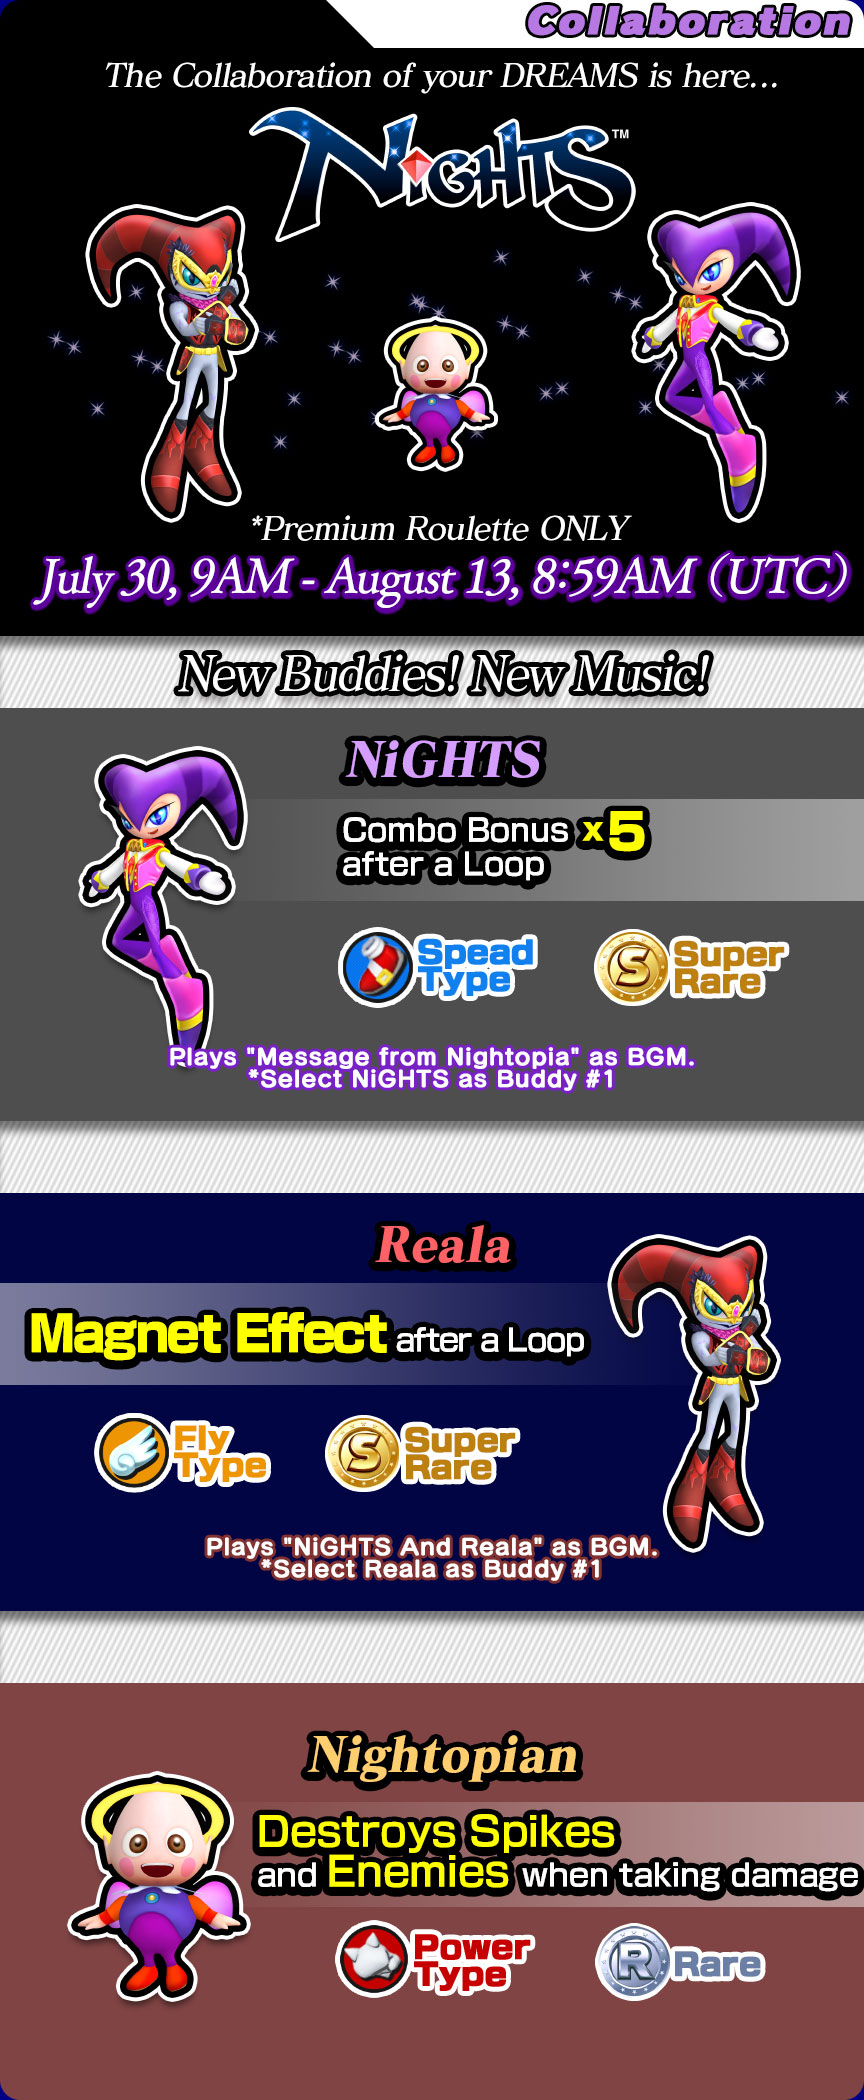 Collaboration
The Collaboration of your DREAMS is here...
NiGHTS™
*Premium Roulette ONLY
July 30, 9AM - August 13, 8:59AM (UTC)
New Buddies! New Music!
NiGHTS
Combo Bonus x5
after a Loop
Spead
Type
S
Super
Rare
Plays "Message from Nightopia" as BGM.
*Select NiGHTS as Buddy #1
Reala
Magnet Effect after a Loop
Fly
Type
S
Super
Rare
Plays "NiGHTS And Reala" as BGM.
*Select Reala as Buddy #1
Nightopian
Destroys Spikes
and Enemies when taking damage
Power
Type
R
Rare